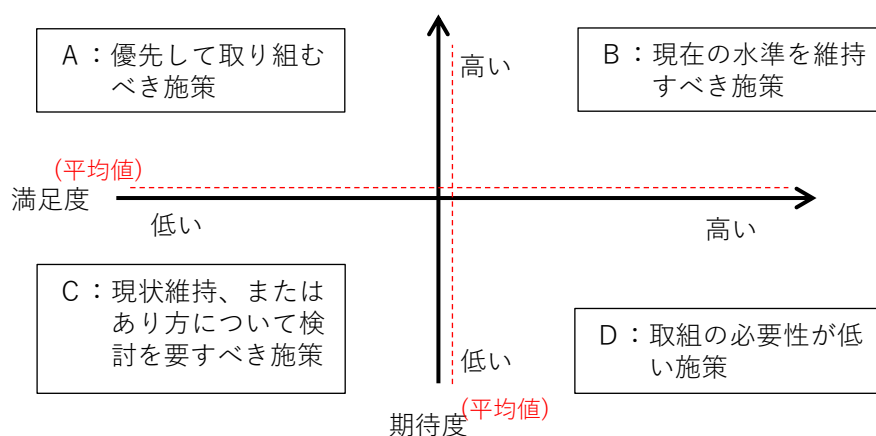 A：優先して取り組む
べき施策
高い
B：現在の水準を維持
すべき施策
(平均値)
満足度
低い
高い
C：現状維持、または
あり方について検
討を要すべき施策
低い
D：取組の必要性が低
い施策
(平均値)
期待度